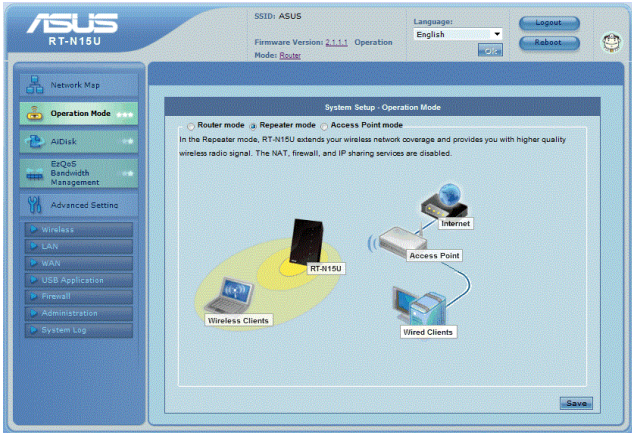 ASUS
RT-N15U
SSID: ASUS
Firmware Version: 2.1.1.1 Operation
Mode: Router
Language:
English
OK
Logout
Reboot
Network Map
Operation Mode
AiDisk
EzQoS
Bandwidth
Management
Advanced Setting
Wireless
LAN
WAN
USB Application
Firewall
Administration
System Log
System Setup - Operation Mode
Router mode Repeater mode Access Point mode
In the Repeater mode, RT-N15U extends your wireless network coverage and provides you with higher quality
wireless radio signal. The NAT, firewall, and IP sharing services are disabled.
Internet
Access Point
RT-N15U
Wireless Clients
Wired Clients
Save